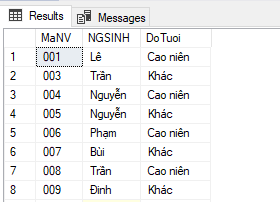 Results Messages
MaNV NGSINH DoTuoi
1 001 Lê Cao niên
2 003 Trần Khác
3 004 Nguyễn Cao niên
4 005 Nguyễn Khác
5 006 Phạm Cao niên
6 007 Bùi Khác
7 008 Trần Cao niên
8 009 Đinh Khác